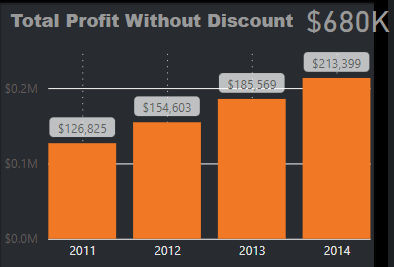 Total Profit Without Discount $680K
$213,399
$185,569
$0.2M
$154,603
$126,825
$0.1M
$0.0M
2011 2012 2013 2014